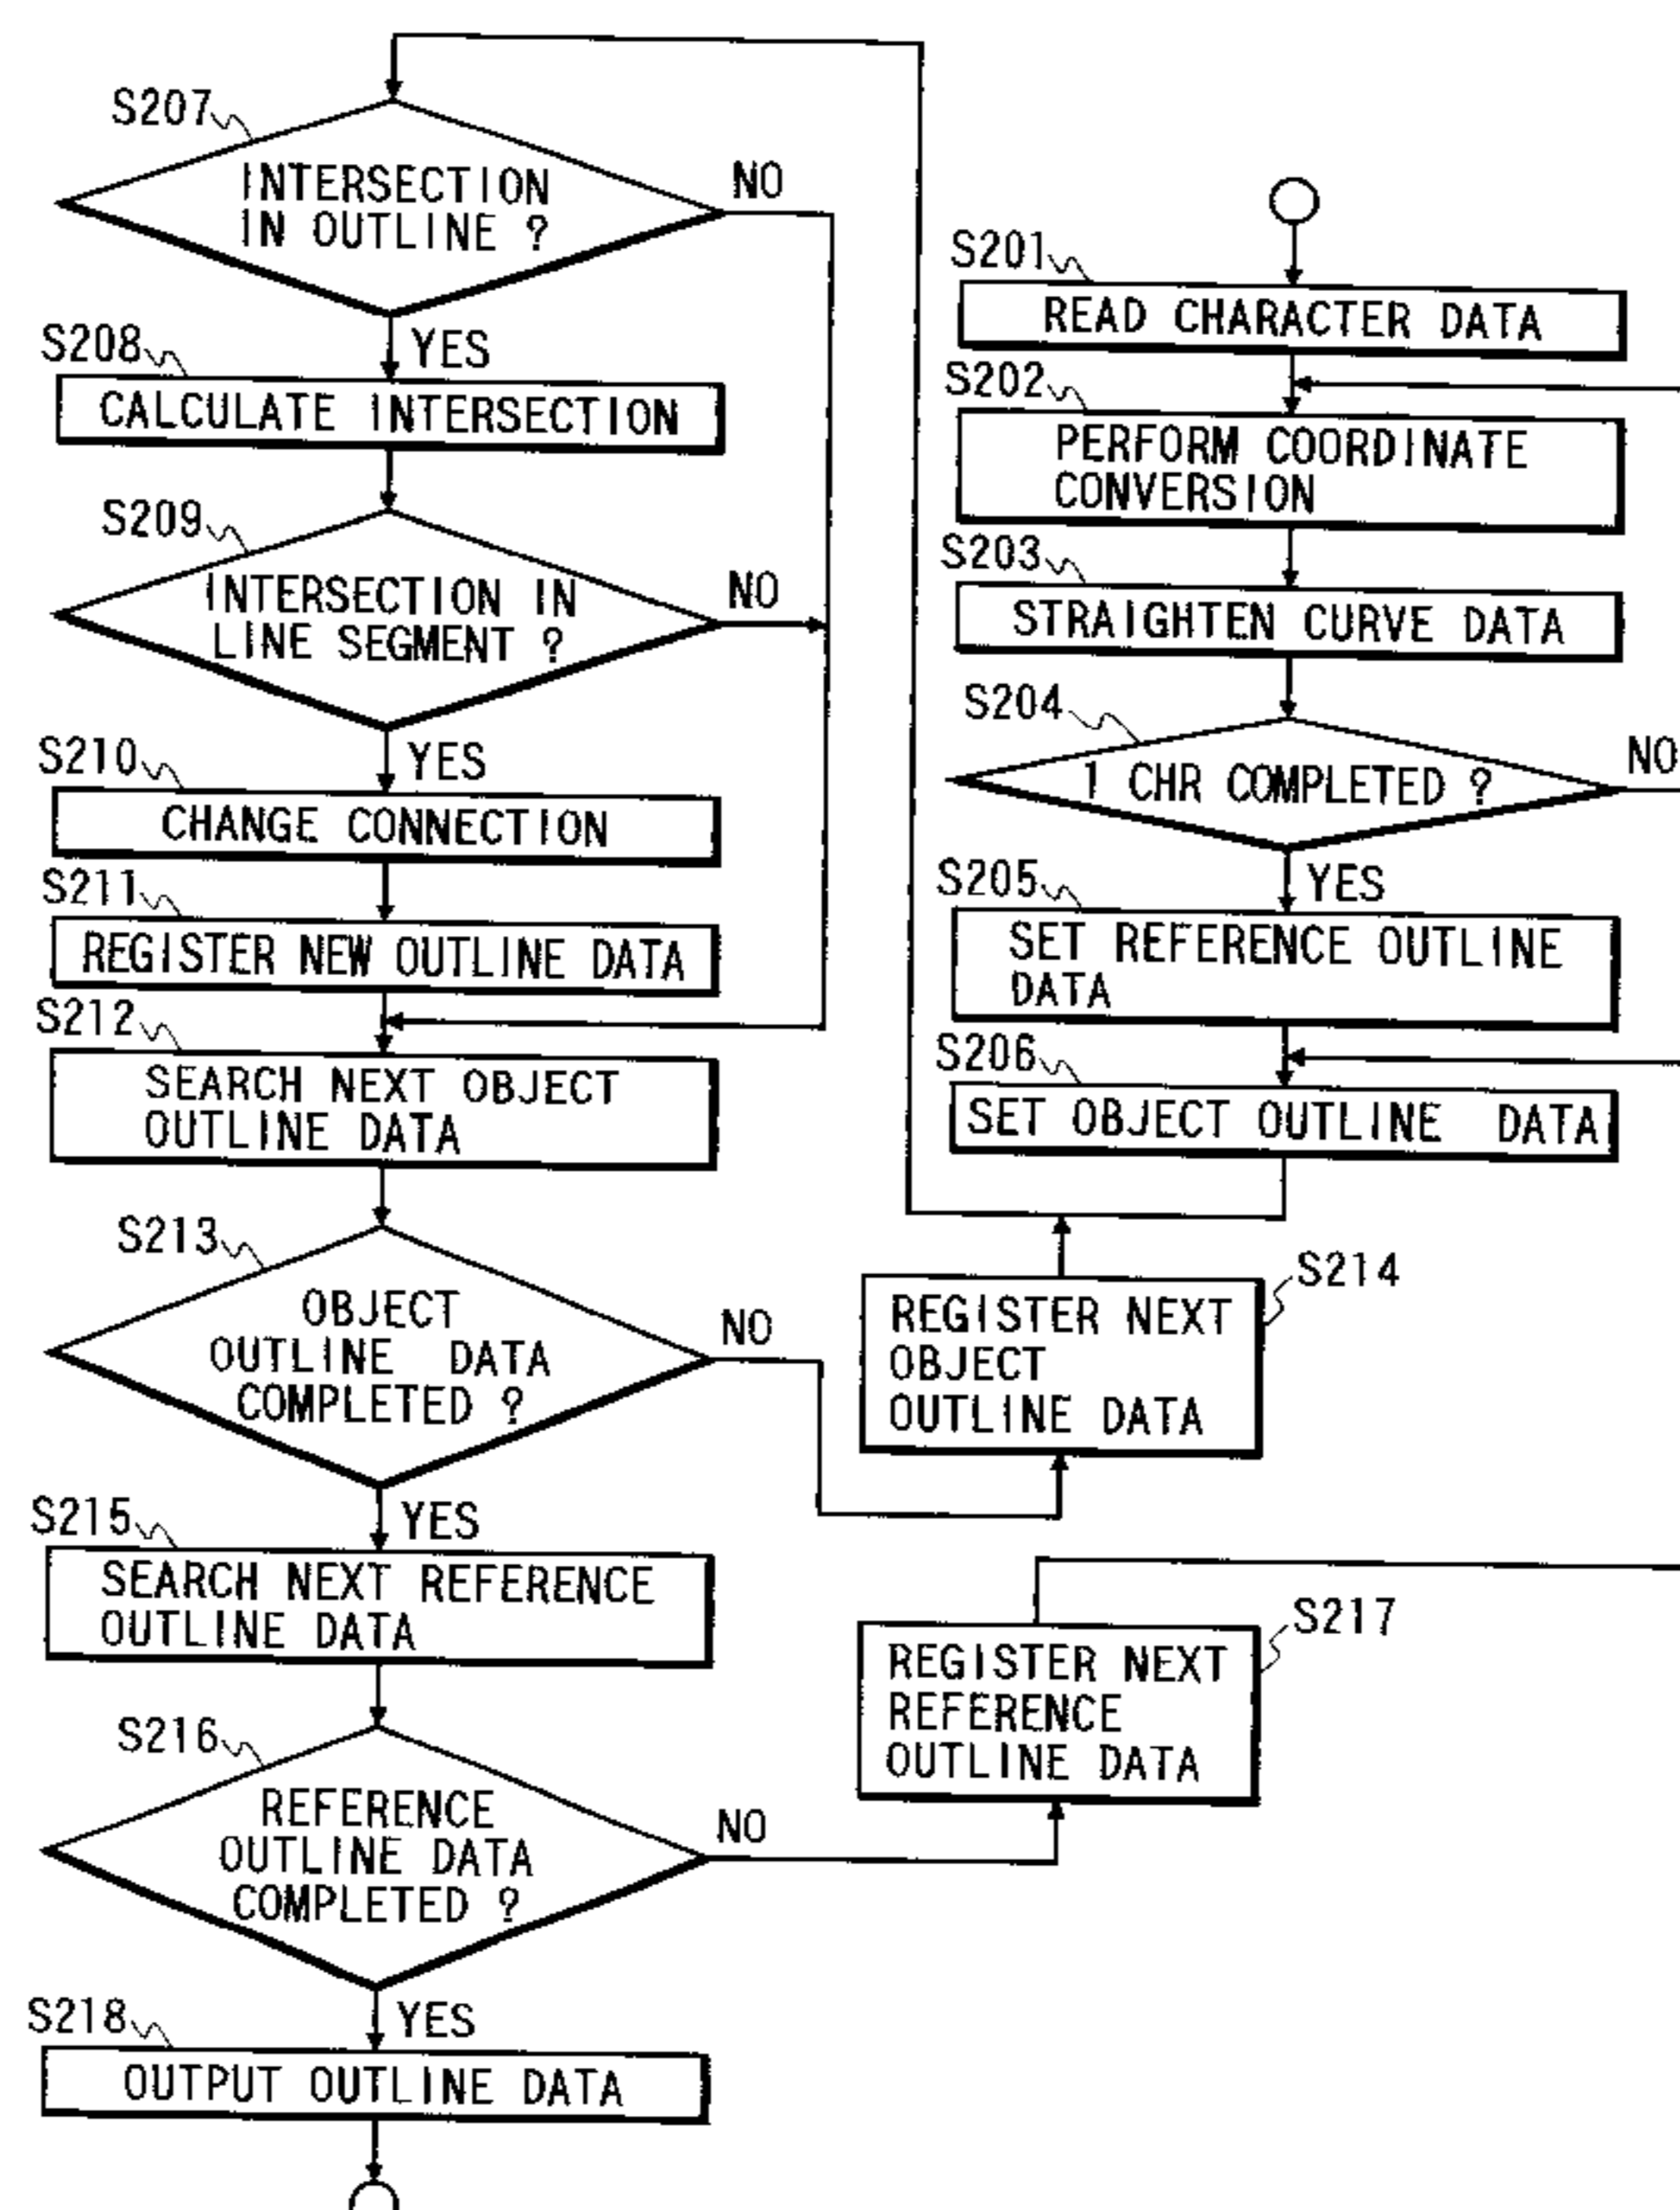 S207
INTERSECTION
IN OUTLINE ?
NO
YES
S208
CALCULATE INTERSECTION
S209
INTERSECTION IN
LINE SEGMENT ?
NO
YES
S210
CHANGE CONNECTION
S211
REGISTER NEW OUTLINE DATA
S212
SEARCH NEXT OBJECT
OUTLINE DATA
S213
OBJECT
OUTLINE DATA
COMPLETED ?
NO
YES
S215
SEARCH NEXT REFERENCE
OUTLINE DATA
S216
REFERENCE
OUTLINE DATA
COMPLETED ?
NO
YES
S218
OUTPUT OUTLINE DATA
S201
READ CHARACTER DATA
S202
PERFORM COORDINATE
CONVERSION
S203
STRAIGHTEN CURVE DATA
S204
1 CHR COMPLETED ?
NO
YES
S205
SET REFERENCE OUTLINE
DATA
S206
SET OBJECT OUTLINE DATA
S214
REGISTER NEXT
OBJECT
OUTLINE DATA
S217
REGISTER NEXT
REFERENCE
OUTLINE DATA